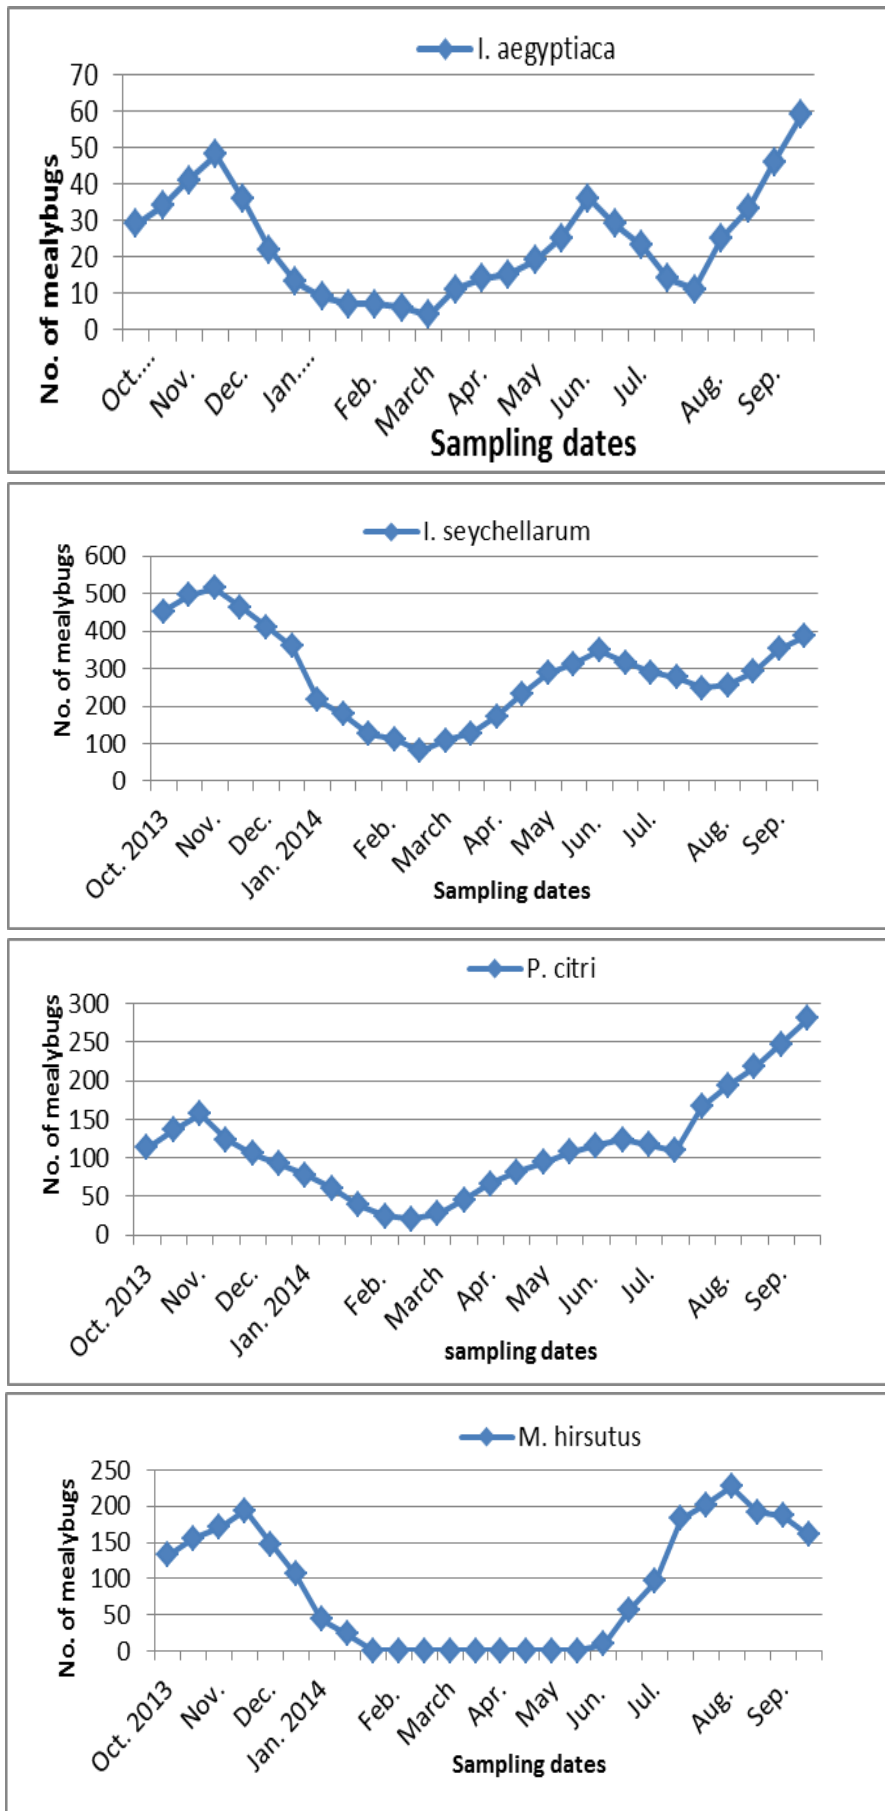 I. aegyptiaca
No. of mealybugs
70
60
50
40
30
20
10
0
Oct.... Nov. Dec. Jan.... Feb. March Apr. May Jun. Jul. Aug. Sep.
Sampling dates
I. seychellarum
No. of mealybugs
600
500
400
300
200
100
0
Oct. 2013 Nov. Dec. Jan. 2014 Feb. March Apr. May Jun. Jul. Aug. Sep.
Sampling dates
P. citri
No. of mealybugs
300
250
200
150
100
50
0
Oct. 2013 Nov. Dec. Jan. 2014 Feb. March Apr. May Jun. Jul. Aug. Sep.
sampling dates
M. hirsutus
No. of mealybugs
250
200
150
100
50
0
Oct. 2013 Nov. Dec. Jan. 2014 Feb. March Apr. May Jun. Jul. Aug. Sep.
Sampling dates